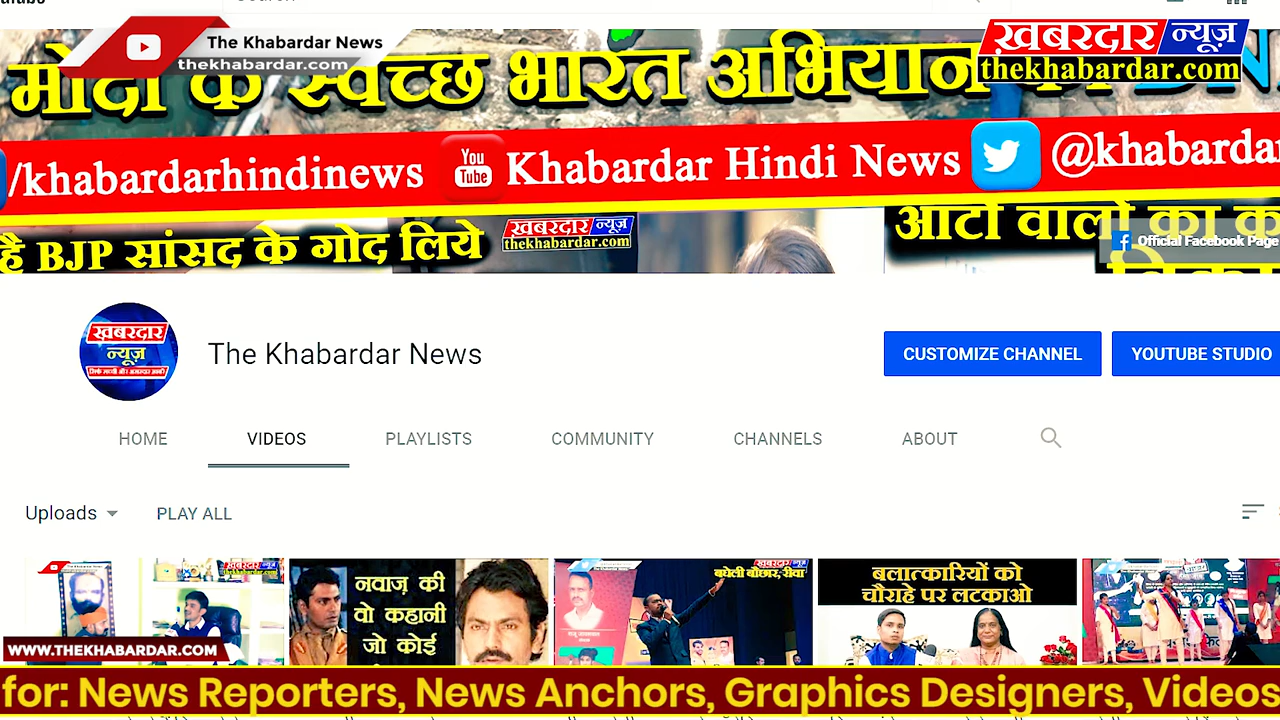 The Khabardar News
thekhabardar.com
ख़बरदार न्यूज़
thekhabardar.com
मोदी के स्वच्छ भारत अभियान
/khabardarhindinews
You Tube
Khabardar Hindi News
@khabardar
है BJP सांसद के गोद लिये
ख़बरदार न्यूज़
thekhabardar.com
आटो वालों का
Official Facebook Page
ख़बरदार
न्यूज़
The Khabardar News
CUSTOMIZE CHANNEL
YOUTUBE STUDIO
HOME
VIDEOS
PLAYLISTS
COMMUNITY
CHANNELS
ABOUT
Uploads
PLAY ALL
नवाज़ की
वो कहानी
जो कोई
बघेली बौछार, रीवा
बलात्कारियों को
चौराहे पर लटकाओ
WWW.THEKHABARDAR.COM
for: News Reporters, News Anchors, Graphics Designers, Videos